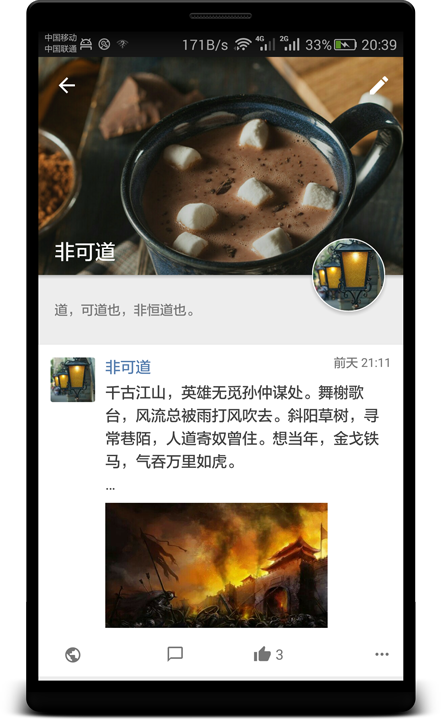 中国移动
中国联通
171B/s
4G
2G
33%
20:39
非可道
道，可道也，非恒道也。
非可道
前天 21:11
千古江山，英雄无觅孙仲谋处。舞榭歌
台，风流总被雨打风吹去。斜阳草树，寻
常巷陌，人道寄奴曾住。想当年，金戈铁
马，气吞万里如虎。
...
3